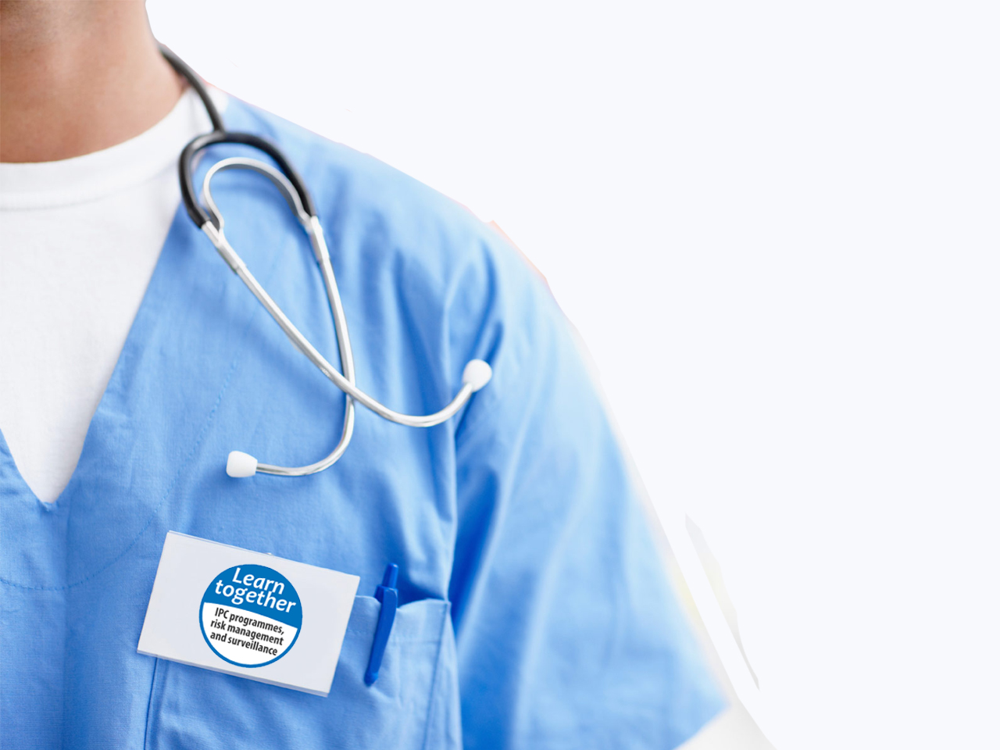 Learn
together
IPC programmes,
risk management
and surveillance